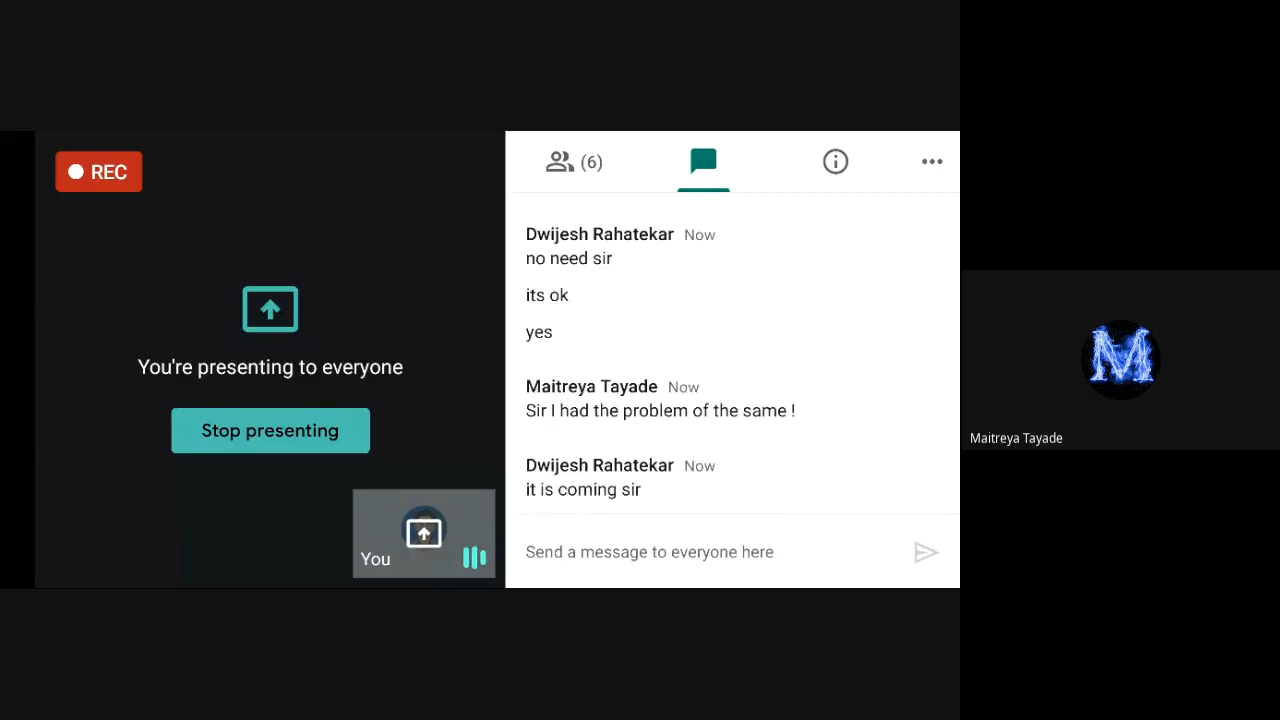 REC
You're presenting to everyone
Stop presenting
You
(6)
Dwijesh Rahatekar Now
no need sir
its ok
yes
Maitreya Tayade Now
Sir I had the problem of the same !
Dwijesh Rahatekar Now
it is coming sir
Send a message to everyone here
M
Maitreya Tayade